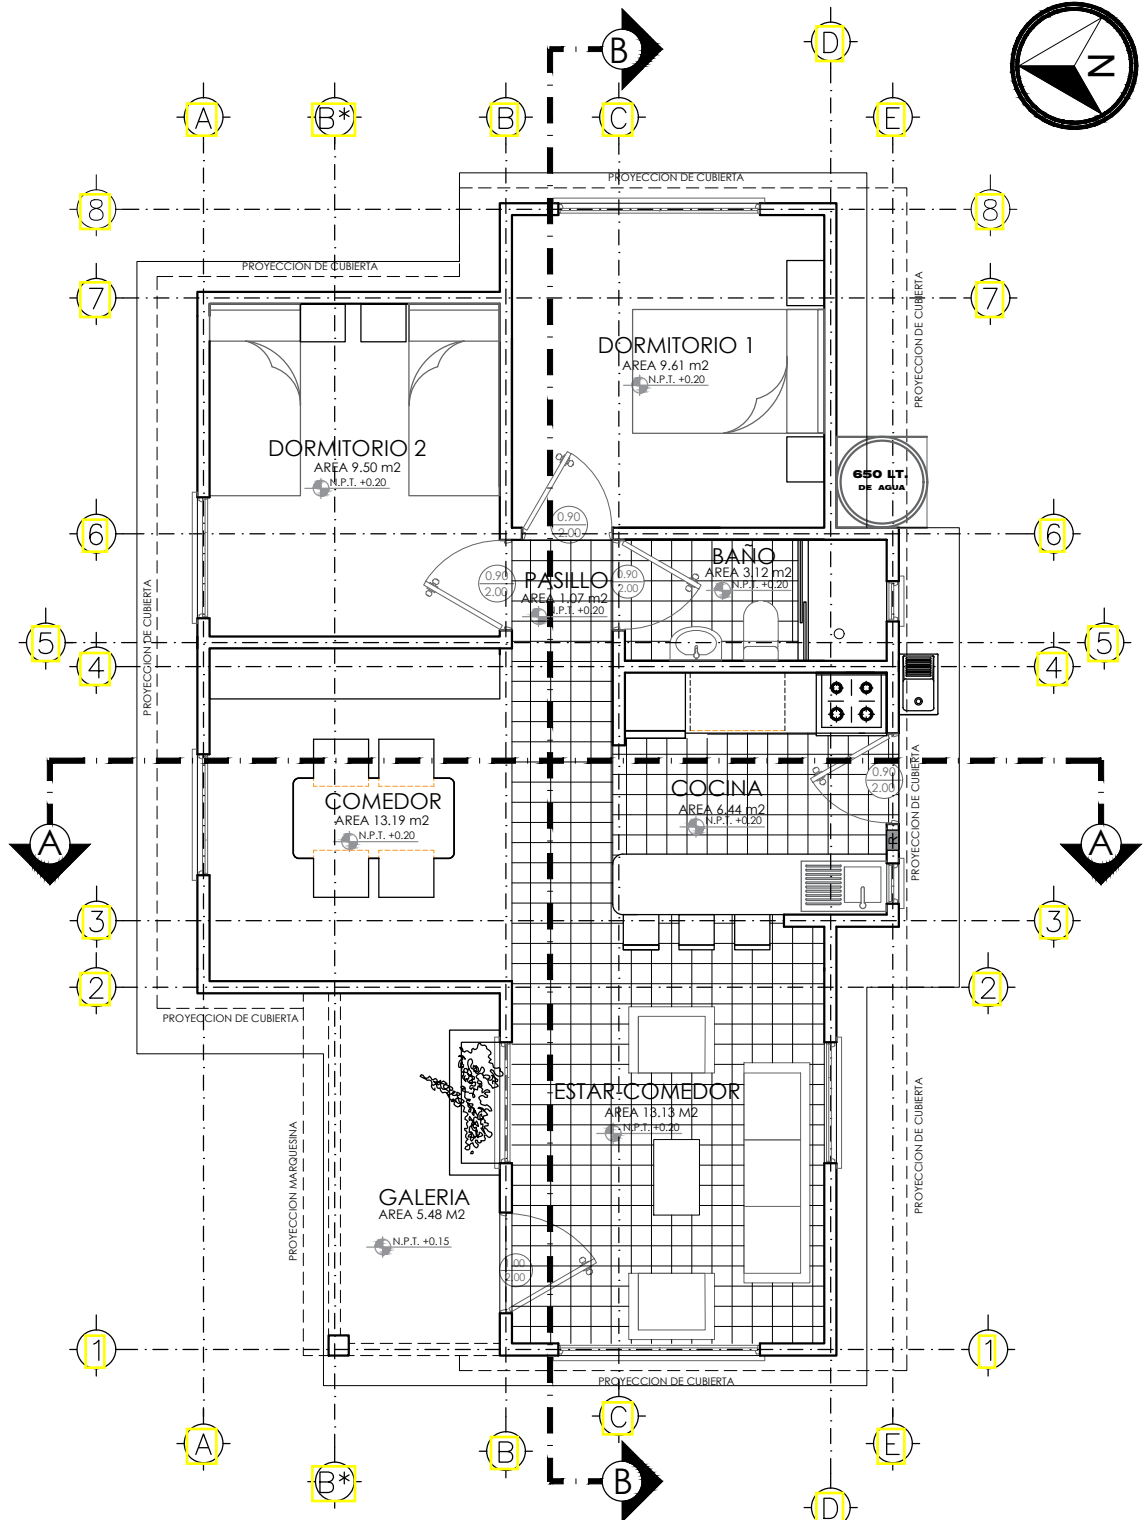 B
D
N
A
B*
B
C
E
PROYECCION DE CUBIERTA
8
8
PROYECCION DE CUBIERTA
7
7
PROYECCION DE CUBIERTA
DORMITORIO 1
AREA 9.61 m2
N.P.T. +0.20
DORMITORIO 2
AREA 9.50 m2
N.P.T. +0.20
650 LT.
DE AGUA
6
0.90
2.00
6
BAÑO
AREA 3.12 m2
N.P.T. +0.20
0.90
2.00
PASILLO
AREA 1.07 m2
N.P.T. +0.20
0.90
2.00
PROYECCION DE CUBIERTA
5
5
4
4
COCINA
AREA 6.44 m2
N.P.T. +0.20
0.90
2.00
COMEDOR
AREA 13.19 m2
N.P.T. +0.20
PROYECCION DE CUBIERTA
A
A
R
3
3
2
2
PROYECCION DE CUBIERTA
ESTAR-COMEDOR
AREA 13.13 M2
N.P.T. +0.20
PROYECCION DE CUBIERTA
PROYECCION MARQUESINA
GALERIA
AREA 5.48 M2
N.P.T. +0.15
2.00
1
1
PROYECCION DE CUBIERTA
A
B
C
E
B*
B
D